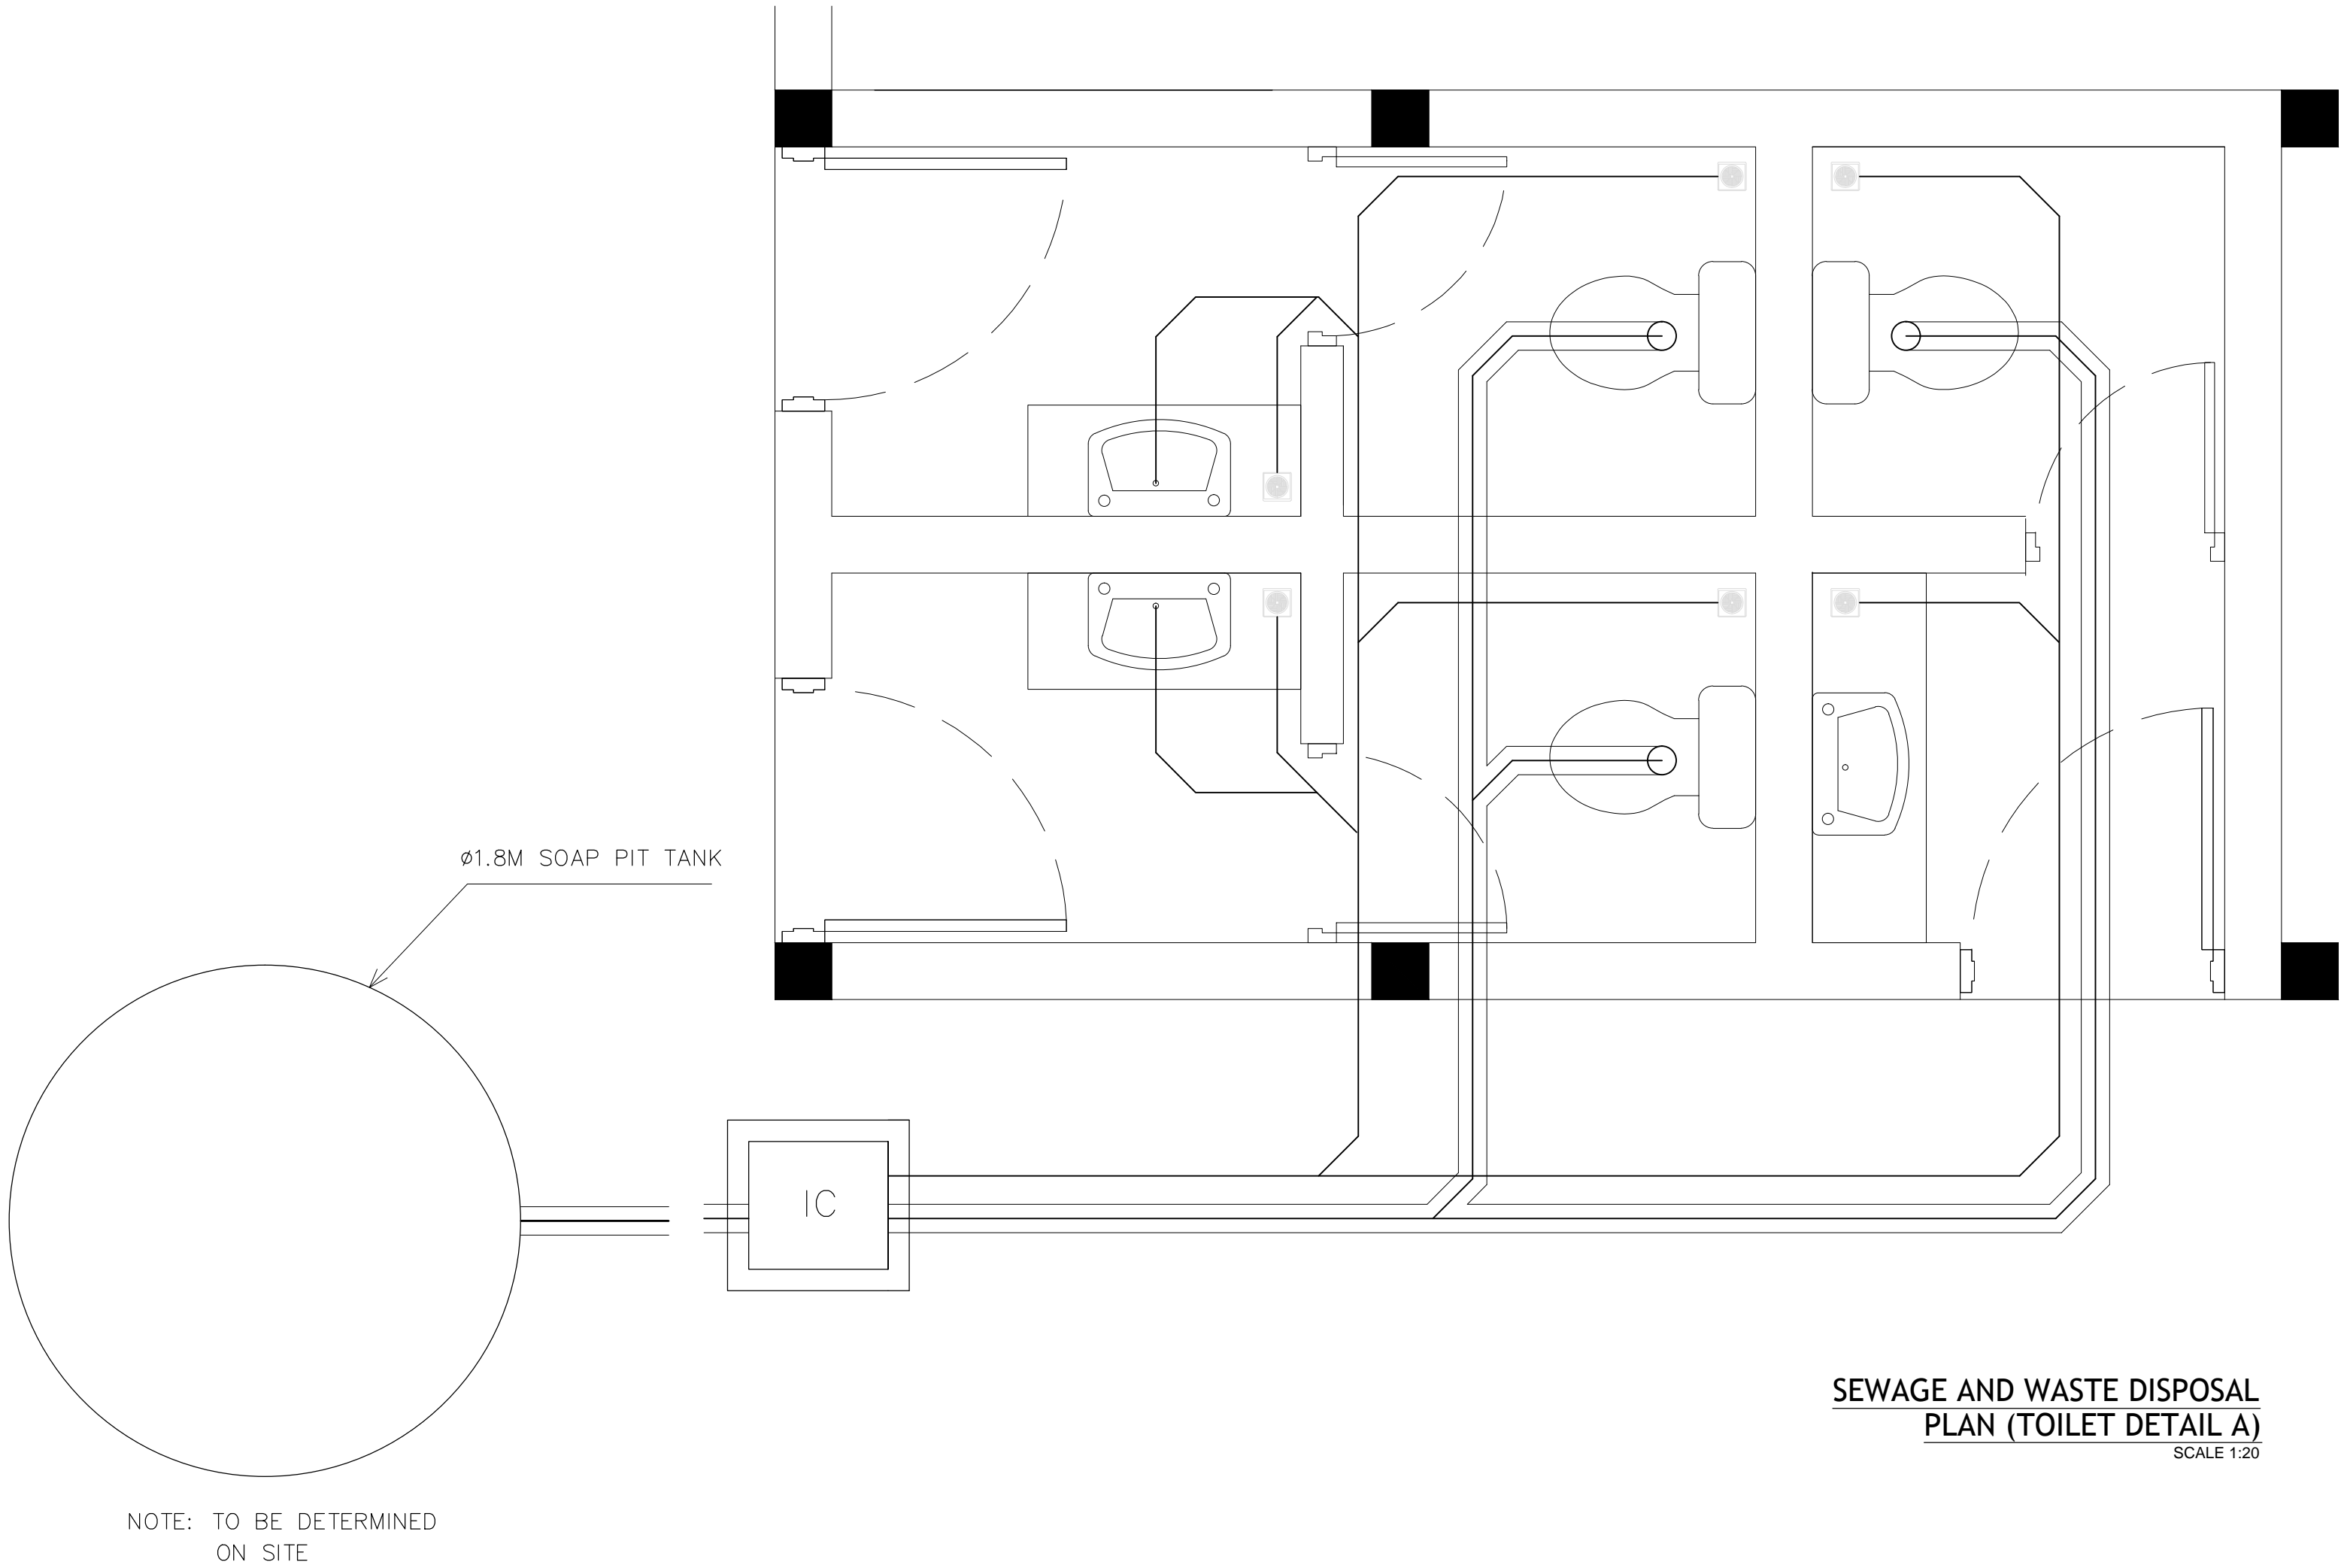 ø1.8M SOAP PIT TANK
IC
SEWAGE AND WASTE DISPOSAL
PLAN (TOILET DETAIL A)
SCALE 1:20
NOTE: TO BE DETERMINED
ON SITE